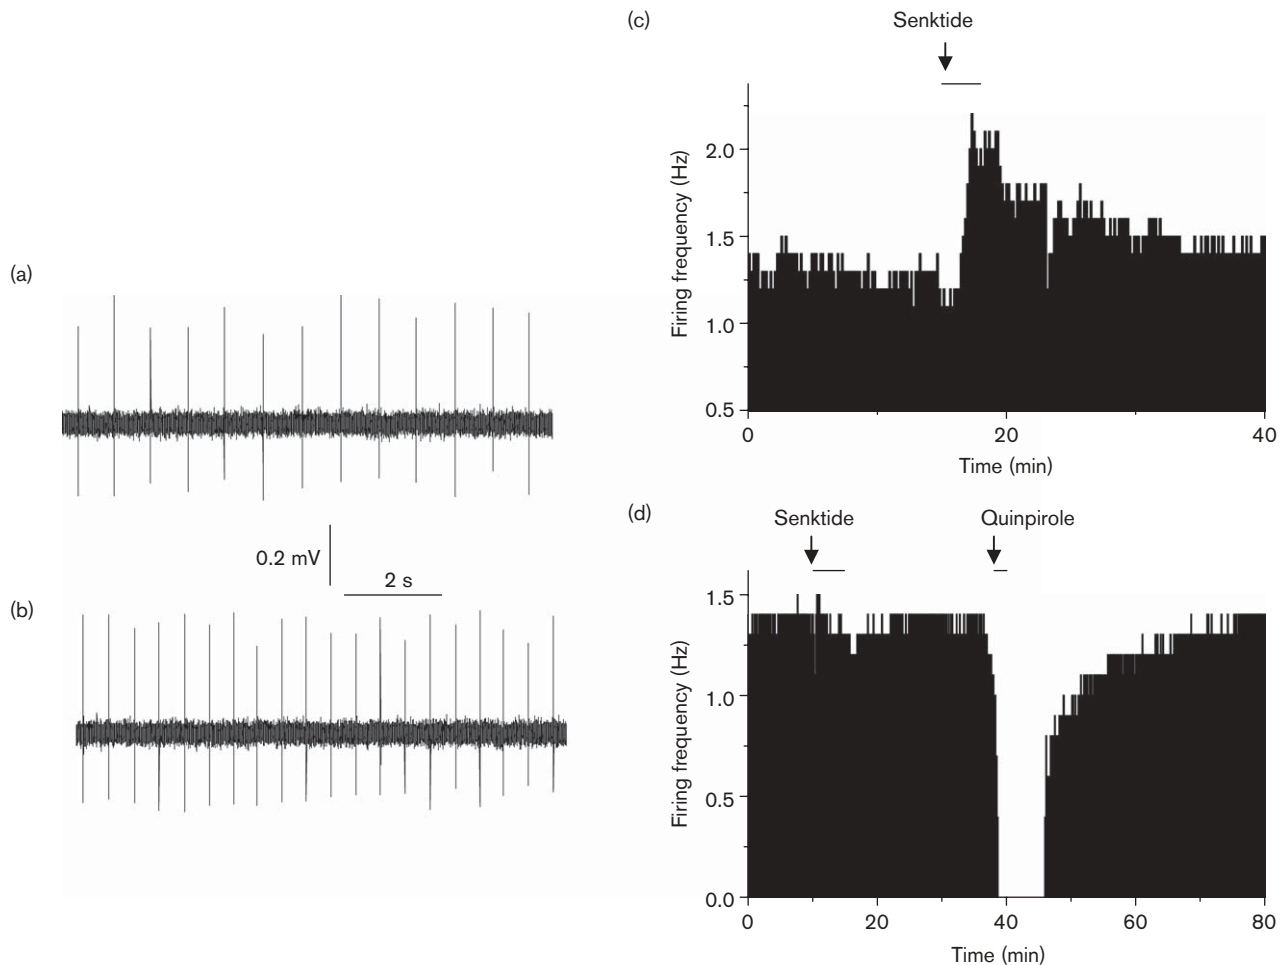 (a)
0.2 mV
2 s
(b)
(c)
Senktide
Firing frequency (Hz)
2.0
1.5
1.0
0.5
0
20
40
Time (min)
(d)
Senktide
Quinpirole
Firing frequency (Hz)
1.5
1.0
0.5
0.0
0
20
40
60
80
Time (min)